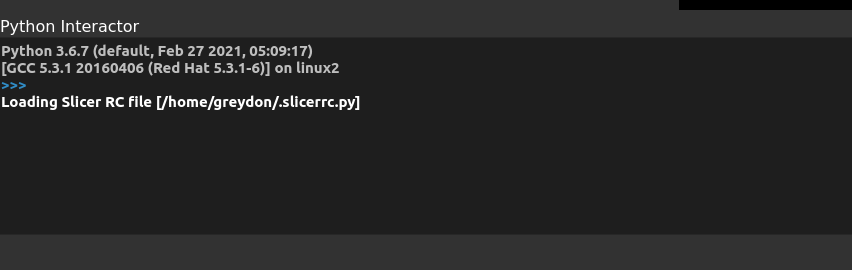 Python Interactor
Python 3.6.7 (default, Feb 27 2021, 05:09:17)
[GCC 5.3.1 20160406 (Red Hat 5.3.1-6)] on linux2
>>>
Loading Slicer RC file [/home/greydon/.slicerrc.py]